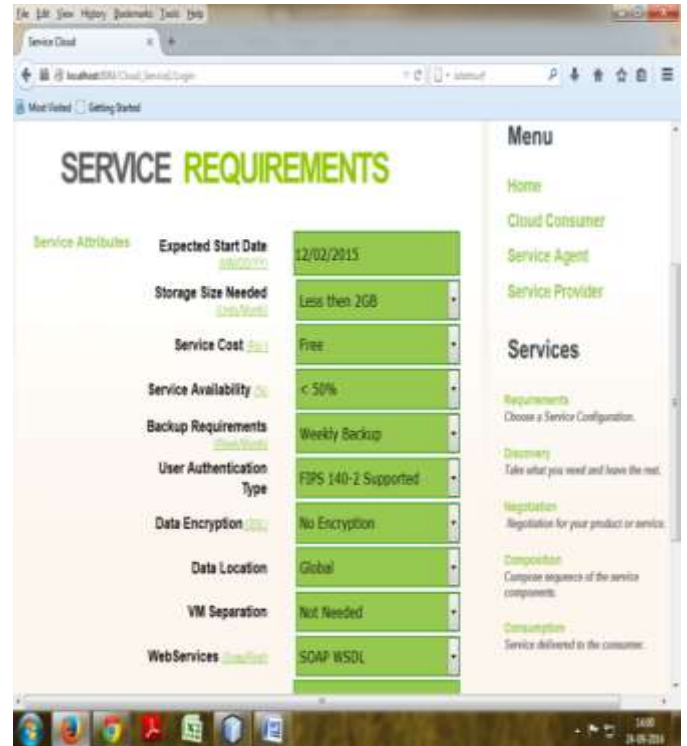 File Edit View History Bookmarks Tools Help
Service Cloud
Most Visited Getting Started
SERVICE REQUIREMENTS
Service Attributes
Expected Start Date
12/02/2015
Storage Size Needed
Less then 2GB
Service Cost
Free
Service Availability
< 50%
Backup Requirements
Weekly Backup
User Authentication
Type
FIPS 140-2 Supported
Data Encryption
No Encryption
Data Location
Global
VM Separation
Not Needed
WebServices
SOAP WSDL
Menu
Home
Cloud Consumer
Service Agent
Service Provider
Services
Requirements
Choose a Service Configuration.
Discovery
Take what you need and leave the rest.
Negotiation
Negotiation for your product or service.
Composition
Compose sequence of the service
components.
Consumption
Service delivered to the consumer.